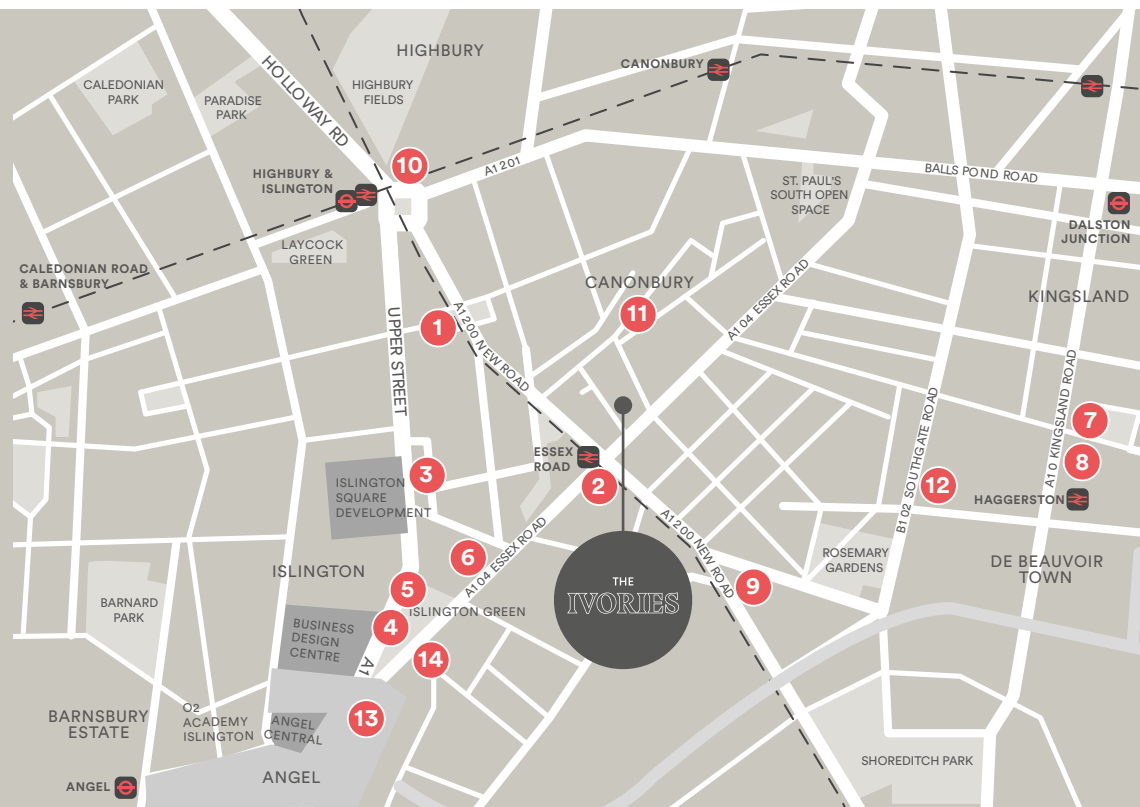 HIGHBURY
CANONBURY
HOLLOWAY RD
CALEDONIAN
PARK
PARADISE
PARK
HIGHBURY
FIELDS
10
A1201
HIGHBURY &
ISLINGTON
BALLS POND ROAD
ST. PAUL'S
SOUTH OPEN
SPACE
DALSTON
JUNCTION
LAYCOCK
GREEN
CALEDONIAN ROAD
& BARNSBURY
CANONBURY
KINGSLAND
A104 ESSEX ROAD
1
11
A1200 NEW ROAD
UPPER STREET
A10 KINGSLAND ROAD
B102 SOUTHGATE ROAD
7
ESSEX
ROAD
8
3
2
12
ISLINGTON
SQUARE
DEVELOPMENT
HAGGERSTON
A1200 NEW ROAD
A104 ESSEX ROAD
6
ROSEMARY
GARDENS
DE BEAUVOIR
TOWN
ISLINGTON
5
9
THE
IVORIES
BARNARD
PARK
ISLINGTON GREEN
4
BUSINESS
DESIGN
CENTRE
14
A1
BARNSBURY
ESTATE
O2
ACADEMY
ISLINGTON
ANGEL
CENTRAL
13
SHOREDITCH PARK
ANGEL
ANGEL